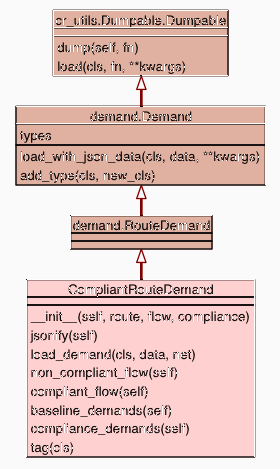 cr_utils.Dumpable.Dumpable
dump(self, fn)
load(cls, fn, **kwargs)
demand.Demand
types
load_with_json_data(cls, data, **kwargs)
add_type(cls, new_cls)
demand.RouteDemand
CompliantRouteDemand
__init__(self, route, flow, compliance)
jsonify(self)
load_demand(cls, data, net)
non_compliant_flow(self)
compliant_flow(self)
baseline_demands(self)
compliance_demands(self)
tag(cls)